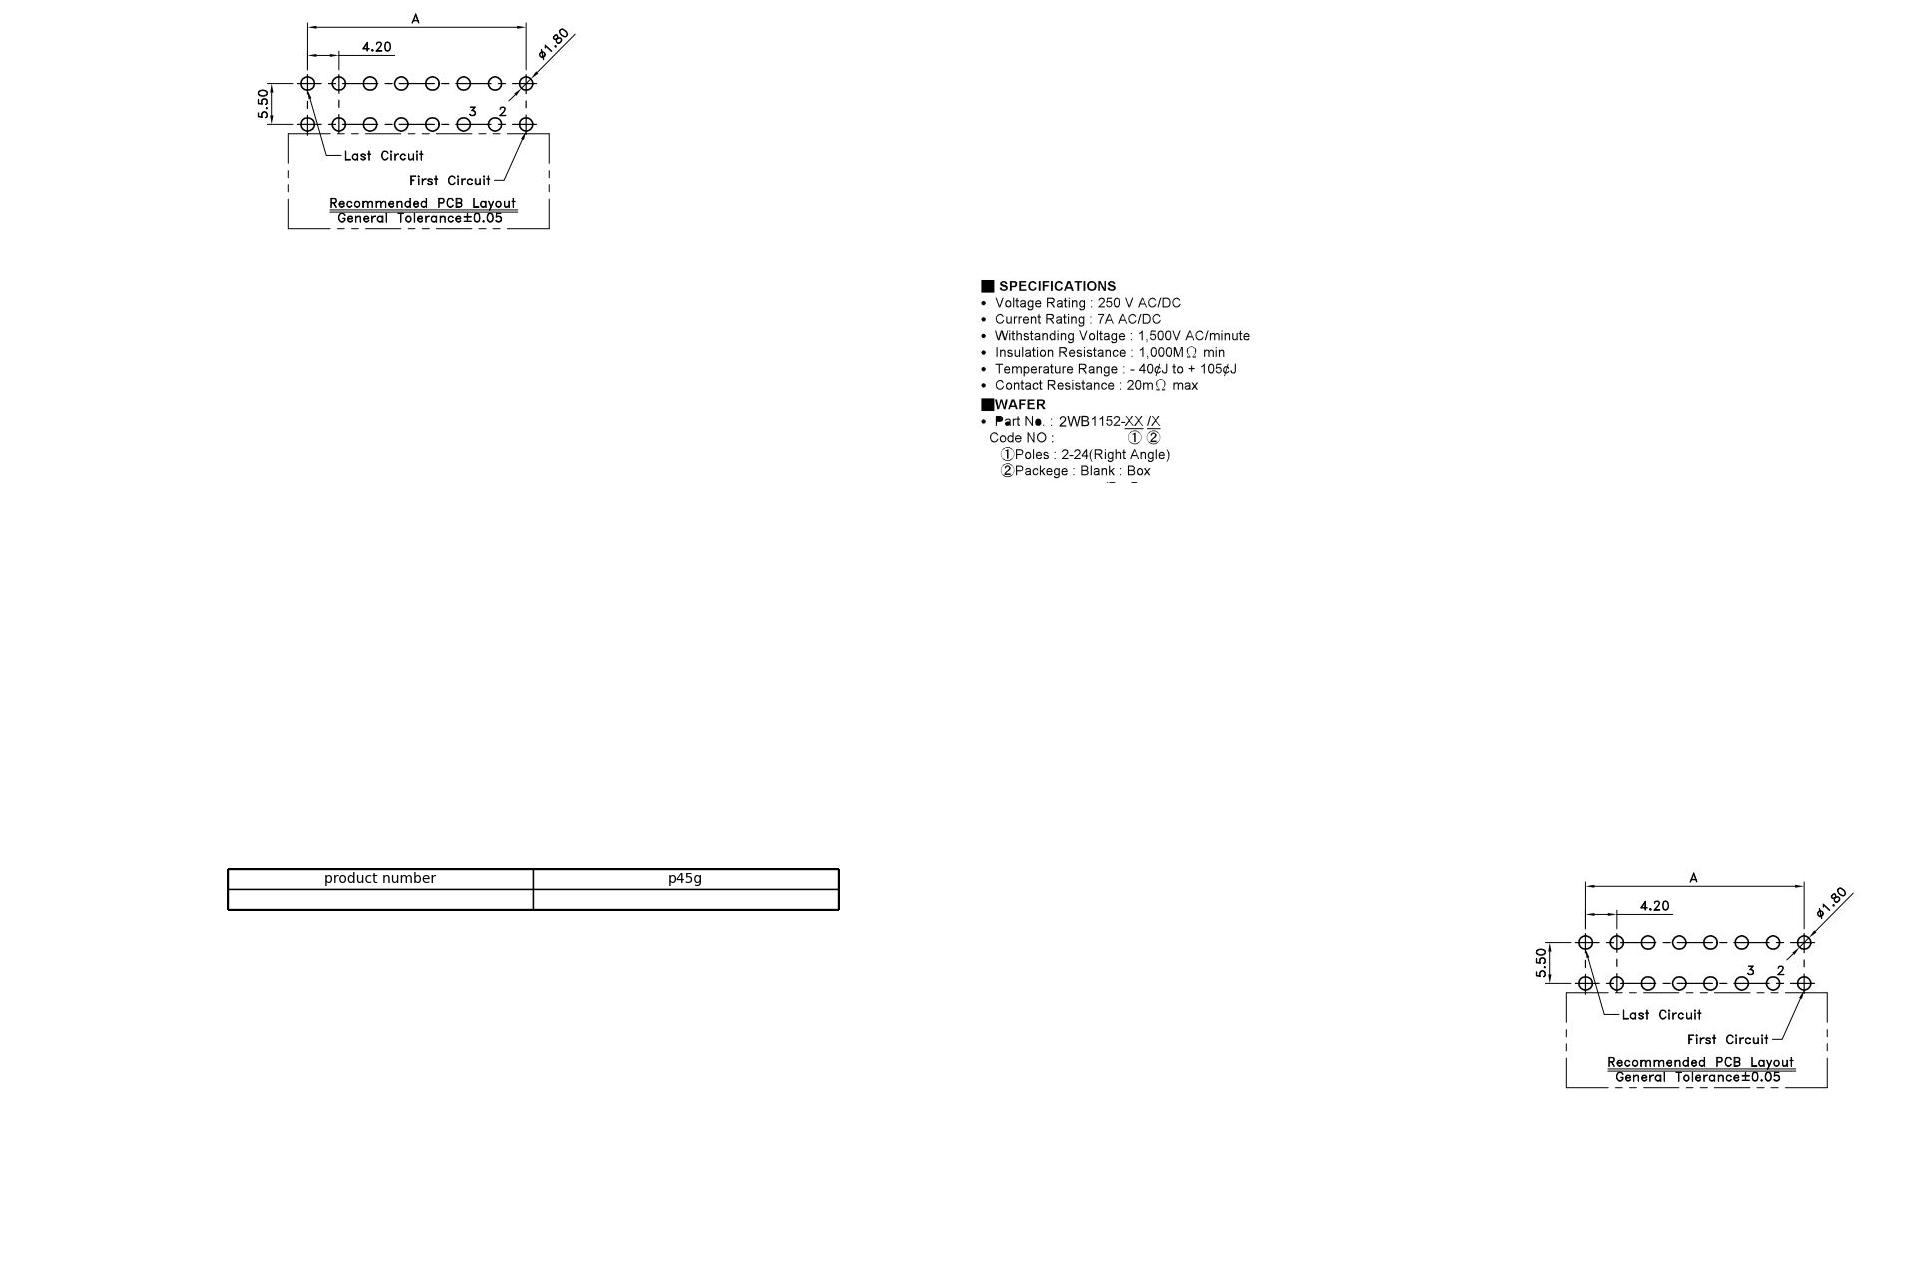 A
4.20
ø1.80
5.50
3 2
Last Circuit
First Circuit
Recommended PCB Layout
General Tolerance±0.05
■ SPECIFICATIONS
• Voltage Rating : 250 V AC/DC
• Current Rating : 7A AC/DC
• Withstanding Voltage : 1,500V AC/minute
• Insulation Resistance : 1,000MΩ min
• Temperature Range : - 40¢J to + 105¢J
• Contact Resistance : 20mΩ max
■WAFER
• Part No. : 2WB1152-XX /X
Code NO : ① ②
①Poles : 2-24(Right Angle)
②Packege : Blank : Box
product number p45g
A
4.20
ø1.80
5.50
3 2
Last Circuit
First Circuit
Recommended PCB Layout
General Tolerance±0.05